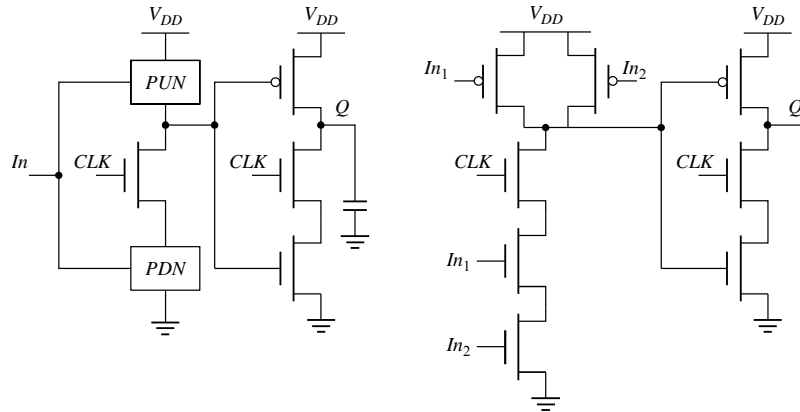 V_DD
V_DD
PUN
Q
In
CLK
CLK
PDN
V_DD
V_DD
In_1
In_2
Q
CLK
CLK
In_1
In_2